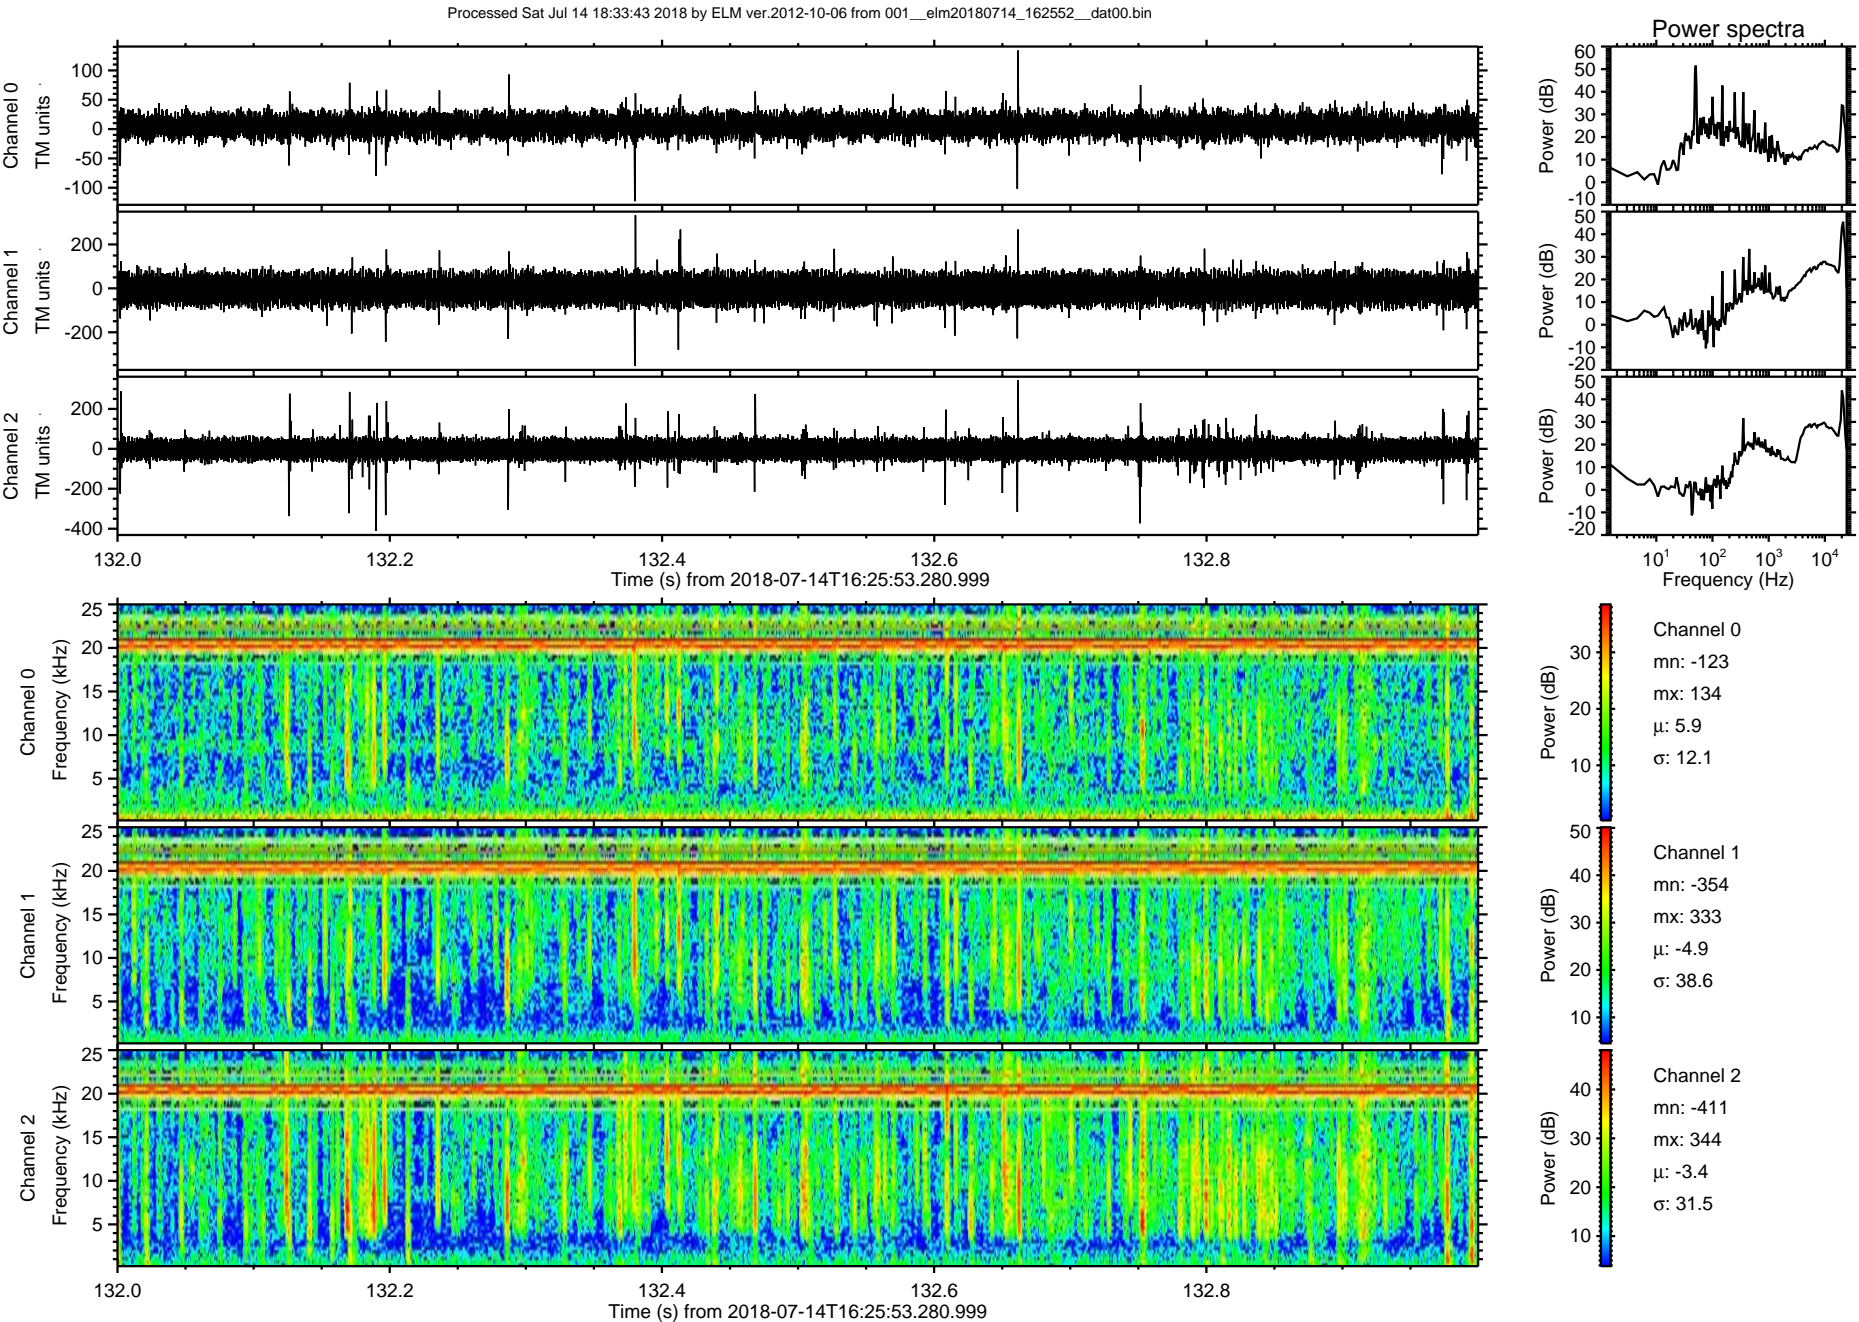 Processed Sat Jul 14 18:33:43 2018 by ELM ver.2012-10-06 from 001__elm20180714_162552__dat00.bin
Power spectra
Channel 0
TM units
100
50
0
-50
-100
Power (dB)
60
50
40
30
20
10
0
-10
Channel 1
TM units
200
0
-200
Power (dB)
50
40
30
20
10
0
-10
-20
Channel 2
TM units
200
0
-200
-400
Power (dB)
50
40
30
20
10
0
-10
-20
132.0 132.2 132.4 132.6 132.8
Time (s) from 2018-07-14T16:25:53.280.999
10¹ 10² 10³ 10⁴
Frequency (Hz)
Channel 0
Frequency (kHz)
25
20
15
10
5
Power (dB)
30
20
10
Channel 0
mn: -123
mx: 134
μ: 5.9
σ: 12.1
Channel 1
Frequency (kHz)
25
20
15
10
5
Power (dB)
50
40
30
20
10
Channel 1
mn: -354
mx: 333
μ: -4.9
σ: 38.6
Channel 2
Frequency (kHz)
25
20
15
10
5
Power (dB)
40
30
20
10
Channel 2
mn: -411
mx: 344
μ: -3.4
σ: 31.5
132.0 132.2 132.4 132.6 132.8
Time (s) from 2018-07-14T16:25:53.280.999